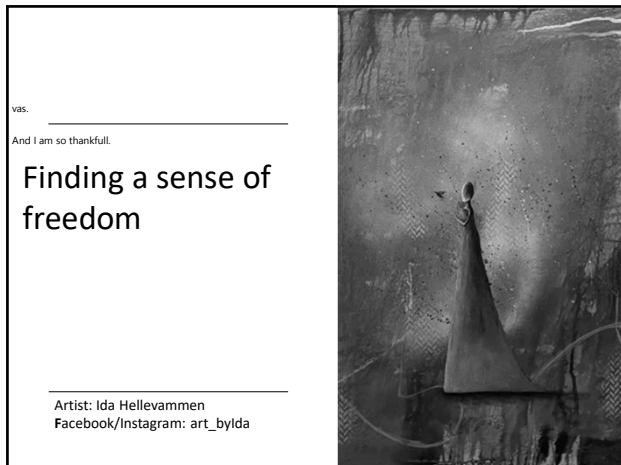 vas.
And I am so thankfull.
Finding a sense of
freedom
Artist: Ida Hellevammen
Facebook/Instagram: art_byIda